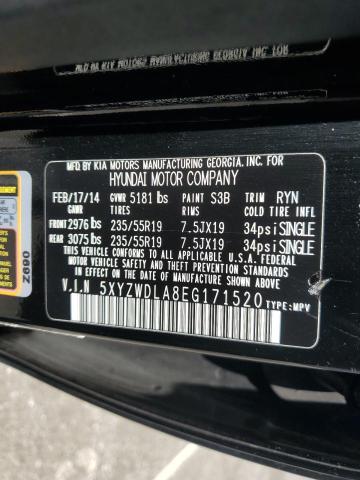 MFD BY KIA MOTORS MANUFACTURING GEORGIA, INC. FOR
HYUNDAI MOTOR COMPANY
FEB/17/14 GVWR 5181 lbs PAINT S3B TRIM RYN
GAWR TIRES RIMS COLD TIRE INFL
FRONT 2976 lbs 235/55R19 7.5JX19 34psi SINGLE
REAR 3075 lbs 235/55R19 7.5JX19 34psi SINGLE
THIS VEHICLE CONFORMS TO ALL APPLICABLE U.S.A. FEDERAL
MOTOR VEHICLE SAFETY STANDARDS IN EFFECT ON THE DATE OF
MANUFACTURE SHOWN ABOVE.
V.I.N 5XYZWDLA8EG171520 TYPE:MPV
Z690